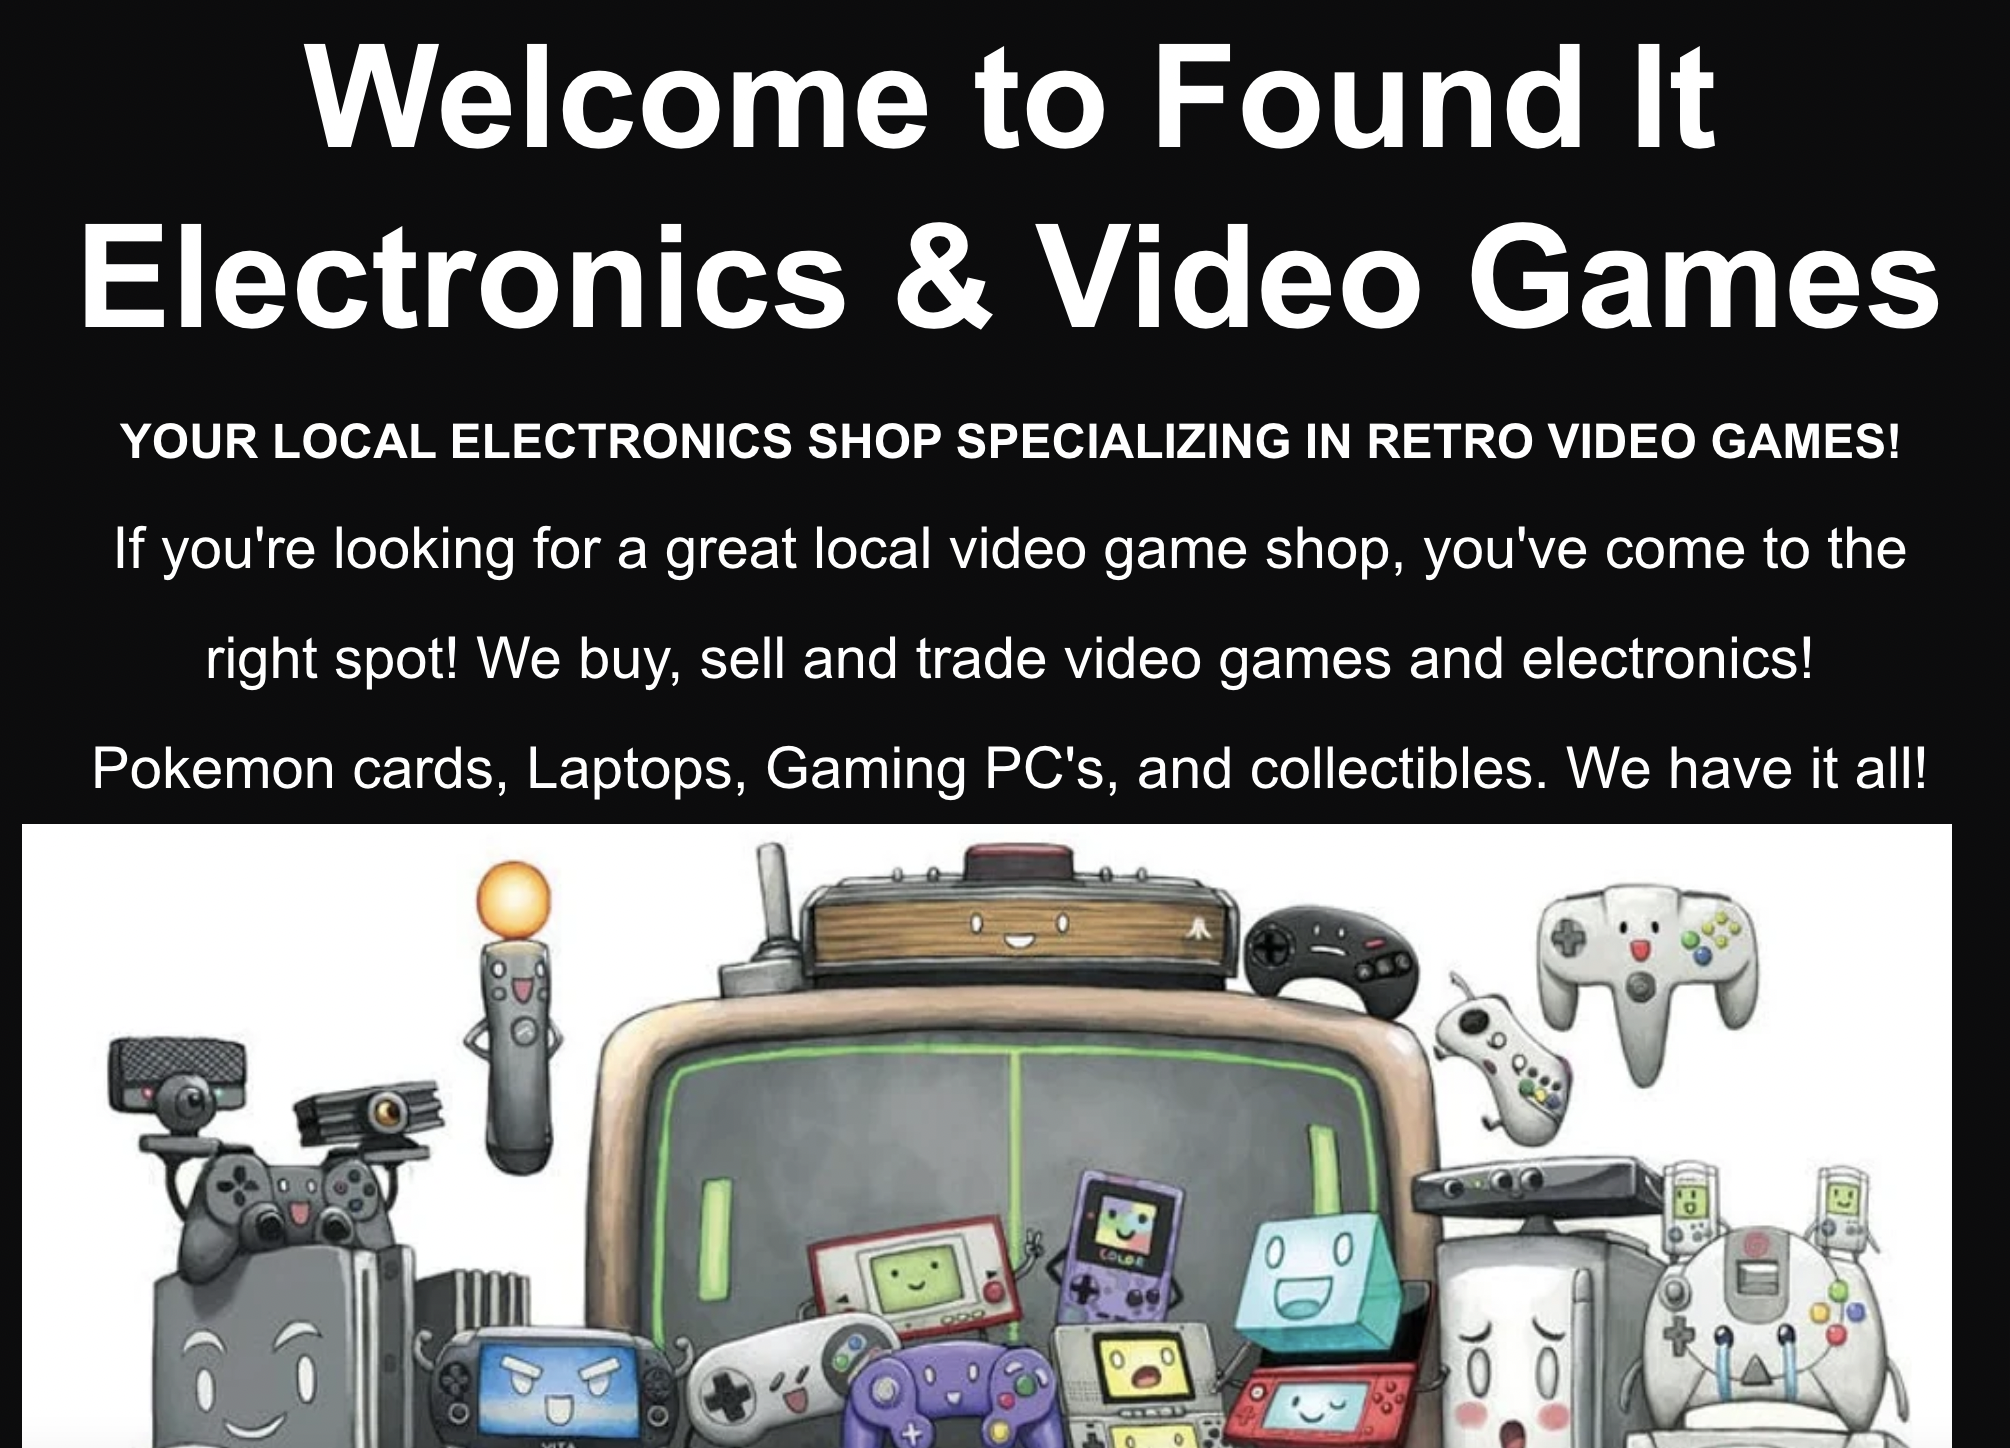 Welcome to Found It
Electronics & Video Games
YOUR LOCAL ELECTRONICS SHOP SPECIALIZING IN RETRO VIDEO GAMES!
If you're looking for a great local video game shop, you've come to the
right spot! We buy, sell and trade video games and electronics!
Pokemon cards, Laptops, Gaming PC's, and collectibles. We have it all!
COLOR
VITA